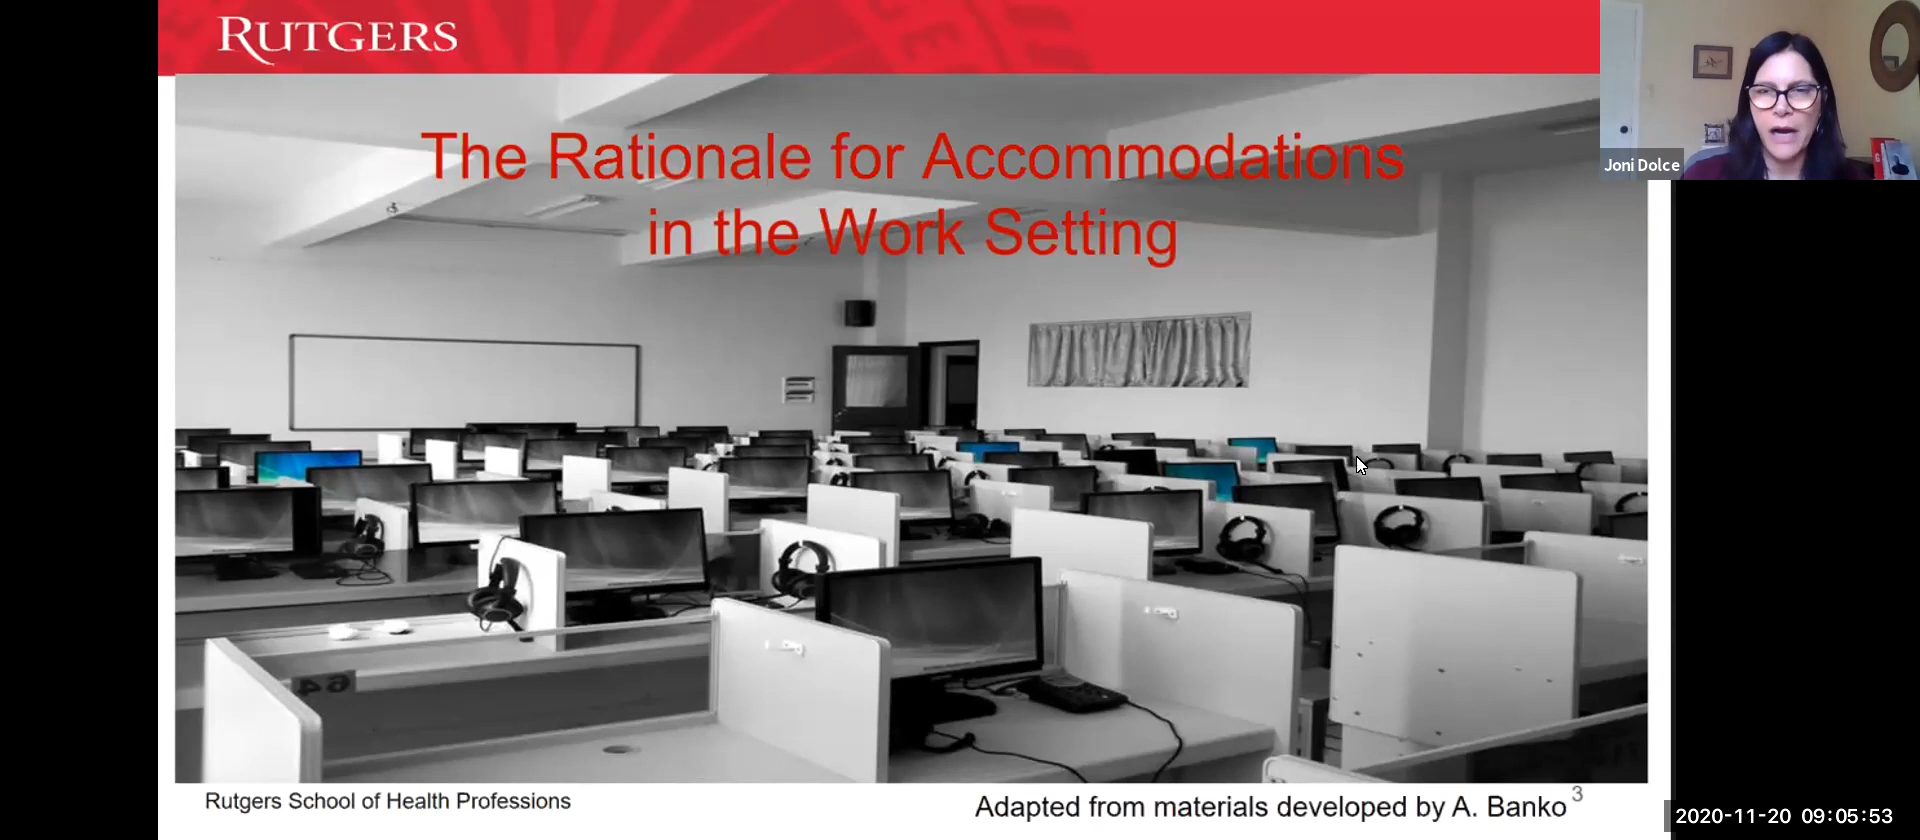 RUTGERS
The Rationale for Accommodations
in the Work Setting
Joni Dolce
64
Rutgers School of Health Professions
Adapted from materials developed by A. Banko
3
2020-11-20 09:05:53